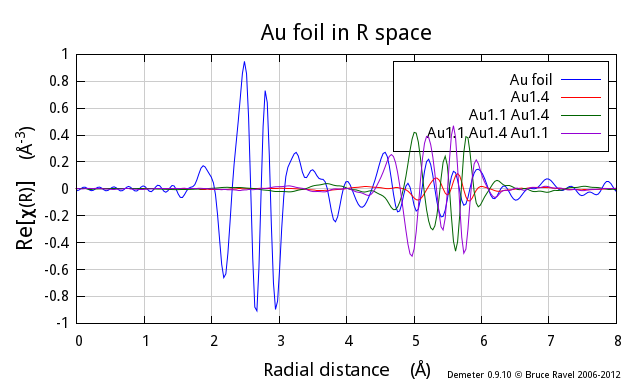 Au foil in R space
Re[χ(R)] (Å⁻³)
1
0.8
0.6
0.4
0.2
0
-0.2
-0.4
-0.6
-0.8
-1
Au foil
Au1.4
Au1.1 Au1.4
Au1.1 Au1.4 Au1.1
0 1 2 3 4 5 6 7 8
Radial distance (Å)
Demeter 0.9.10 © Bruce Ravel 2006-2012